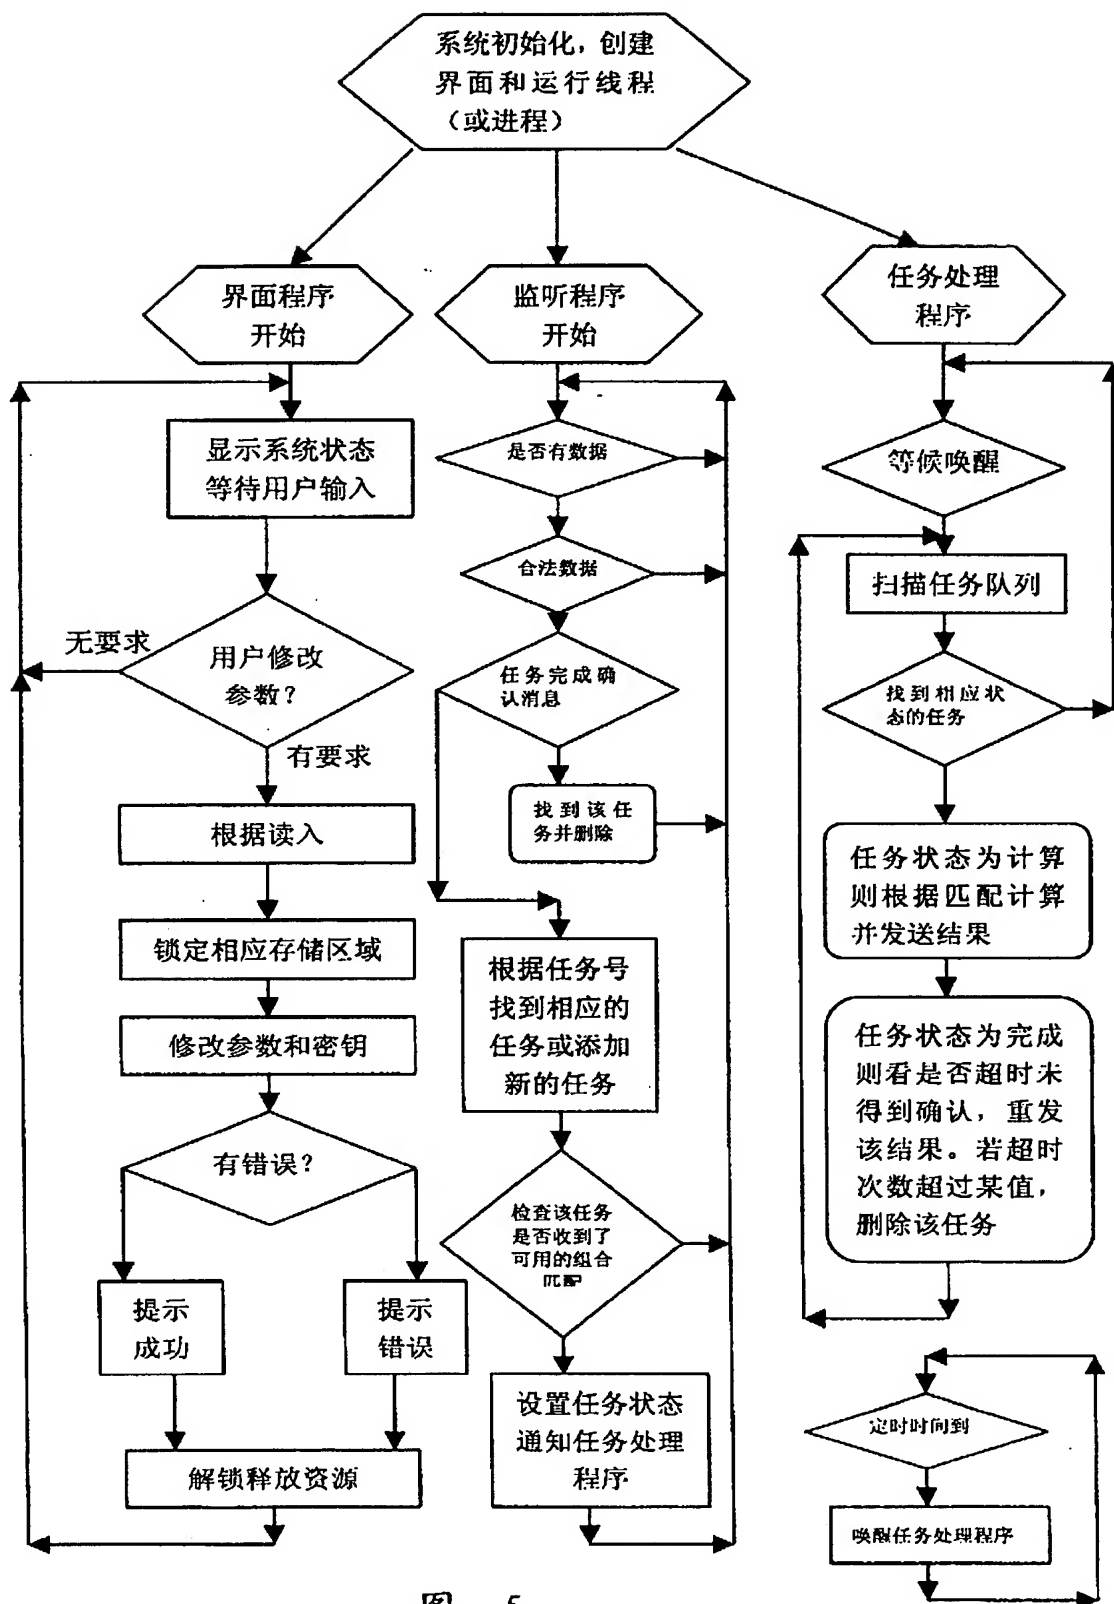 系统初始化，创建
界面和运行线程
（或进程）
界面程序
开始
显示系统状态
等待用户输入
无要求
用户修改
参数？
有要求
根据读入
锁定相应存储区域
修改参数和密钥
有错误？
提示
成功
提示
错误
解锁释放资源
监听程序
开始
是否有数据
合法数据
任务完成确
认消息
找到该任
务并删除
根据任务号
找到相应的
任务或添加
新的任务
检查该任务
是否收到了
可用的组合
匹配
设置任务状态
通知任务处理
程序
任务处理
程序
等候唤醒
扫描任务队列
找到相应状
态的任务
任务状态为计算
则根据匹配计算
并发送结果
任务状态为完成
则看是否超时未
得到确认，重发
该结果。若超时
次数超过某值，
删除该任务
定时时间到
唤醒任务处理程序
图 5